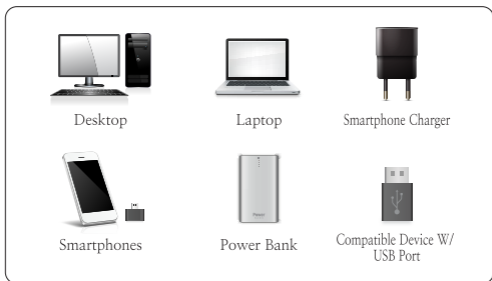 Desktop
Laptop
Smartphone Charger
Smartphones
Power Bank
Compatible Device W/
USB Port